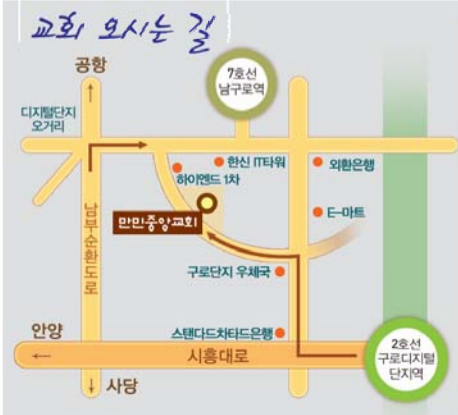 교회 오시는 길
공항
7호선
남구로역
디지털단지
오거리
한신 IT타워
외환은행
하이엔드 1차
E-마트
만민중앙교회
남부순환도로
구로단지 우체국
스탠다드차타드은행
안양
시흥대로
2호선
구로디지털
단지역
사당